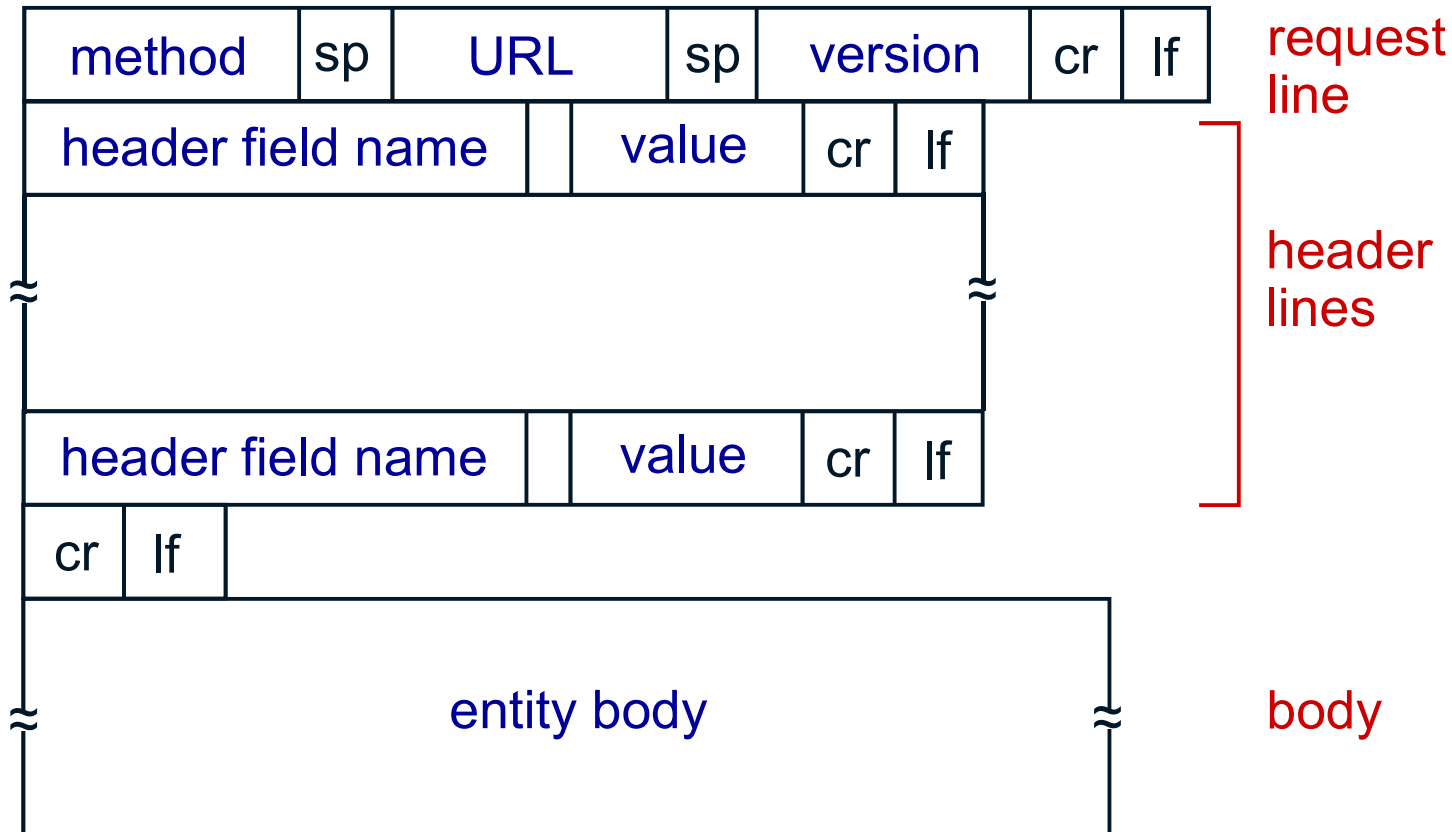 method sp URL sp version cr lf request
line
header field name value cr lf
header
lines
header field name value cr lf
cr lf
entity body body